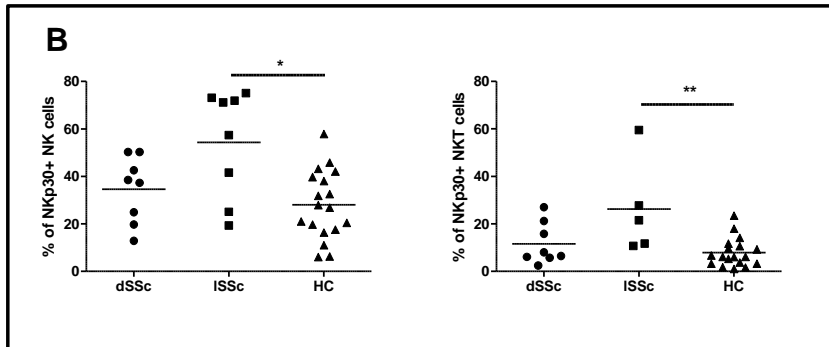 B
% of NKp30+ NK cells
80
60
40
20
0
*
dSSc
lSSc
HC
% of NKp30+ NKT cells
80
60
40
20
0
**
dSSc
lSSc
HC